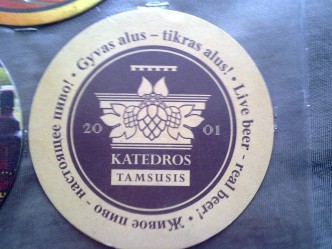 Gyvas alus – tikras alus! • Live beer - real beer! • Живое пиво - настоящее пиво! •
20 01
KATEDROS
TAMSUSIS